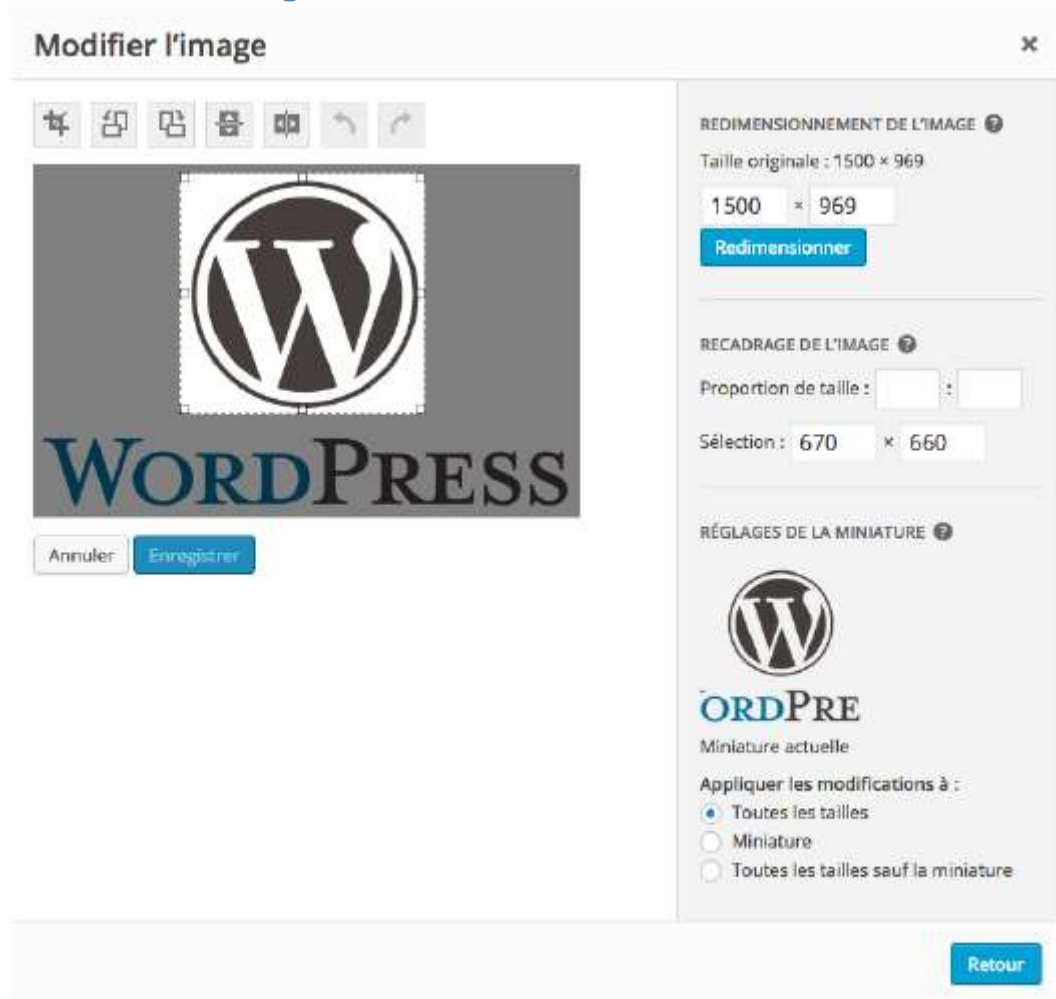 Modifier l'image
REDIMENSIONNEMENT DE L'IMAGE
Taille originale : 1500 × 969
1500 × 969
Redimensionner
WORDPRESS
Annuler Enregistrer
RECADRAGE DE L'IMAGE
Proportion de taille : :
Sélection : 670 × 660
RÉGLAGES DE LA MINIATURE
ORDPRE
Miniature actuelle
Appliquer les modifications à :
Toutes les tailles
Miniature
Toutes les tailles sauf la miniature
Retour